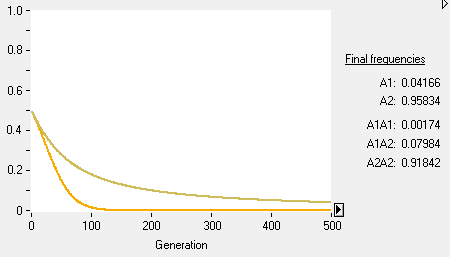 1.0
0.8
0.6
0.4
0.2
0
0 100 200 300 400 500
Generation
Final frequencies
A1: 0.04166
A2: 0.95834
A1A1: 0.00174
A1A2: 0.07984
A2A2: 0.91842